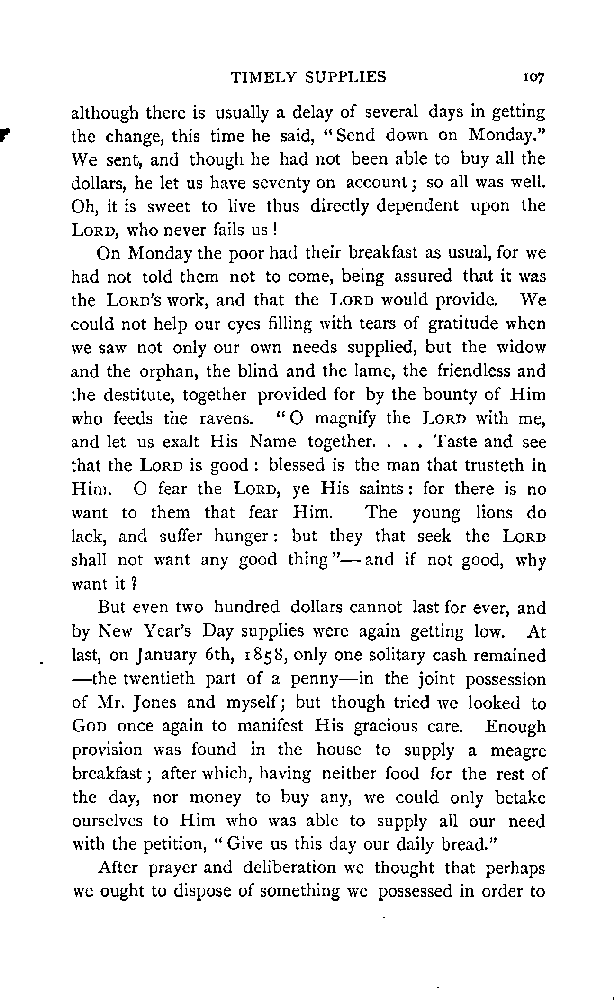 TIMELY SUPPLIES 107
although there is usually a delay of several days in getting
the change, this time he said, "Send down on Monday."
We sent, and though he had not been able to buy all the
dollars, he let us have seventy on account; so all was well.
Oh, it is sweet to live thus directly dependent upon the
LORD, who never fails us!
On Monday the poor had their breakfast as usual, for we
had not told them not to come, being assured that it was
the LORD'S work, and that the LORD would provide. We
could not help our eyes filling with tears of gratitude when
we saw not only our own needs supplied, but the widow
and the orphan, the blind and the lame, the friendless and
the destitute, together provided for by the bounty of Him
who feeds the ravens. "O magnify the LORD with me,
and let us exalt His Name together. . . . Taste and see
that the LORD is good: blessed is the man that trusteth in
Him. O fear the LORD, ye His saints: for there is no
want to them that fear Him. The young lions do
lack, and suffer hunger: but they that seek the LORD
shall not want any good thing"—and if not good, why
want it?
But even two hundred dollars cannot last for ever, and
by New Year's Day supplies were again getting low. At
last, on January 6th, 1858, only one solitary cash remained
—the twentieth part of a penny—in the joint possession
of Mr. Jones and myself; but though tried we looked to
GOD once again to manifest His gracious care. Enough
provision was found in the house to supply a meagre
breakfast; after which, having neither food for the rest of
the day, nor money to buy any, we could only betake
ourselves to Him who was able to supply all our need
with the petition, "Give us this day our daily bread."
After prayer and deliberation we thought that perhaps
we ought to dispose of something we possessed in order to